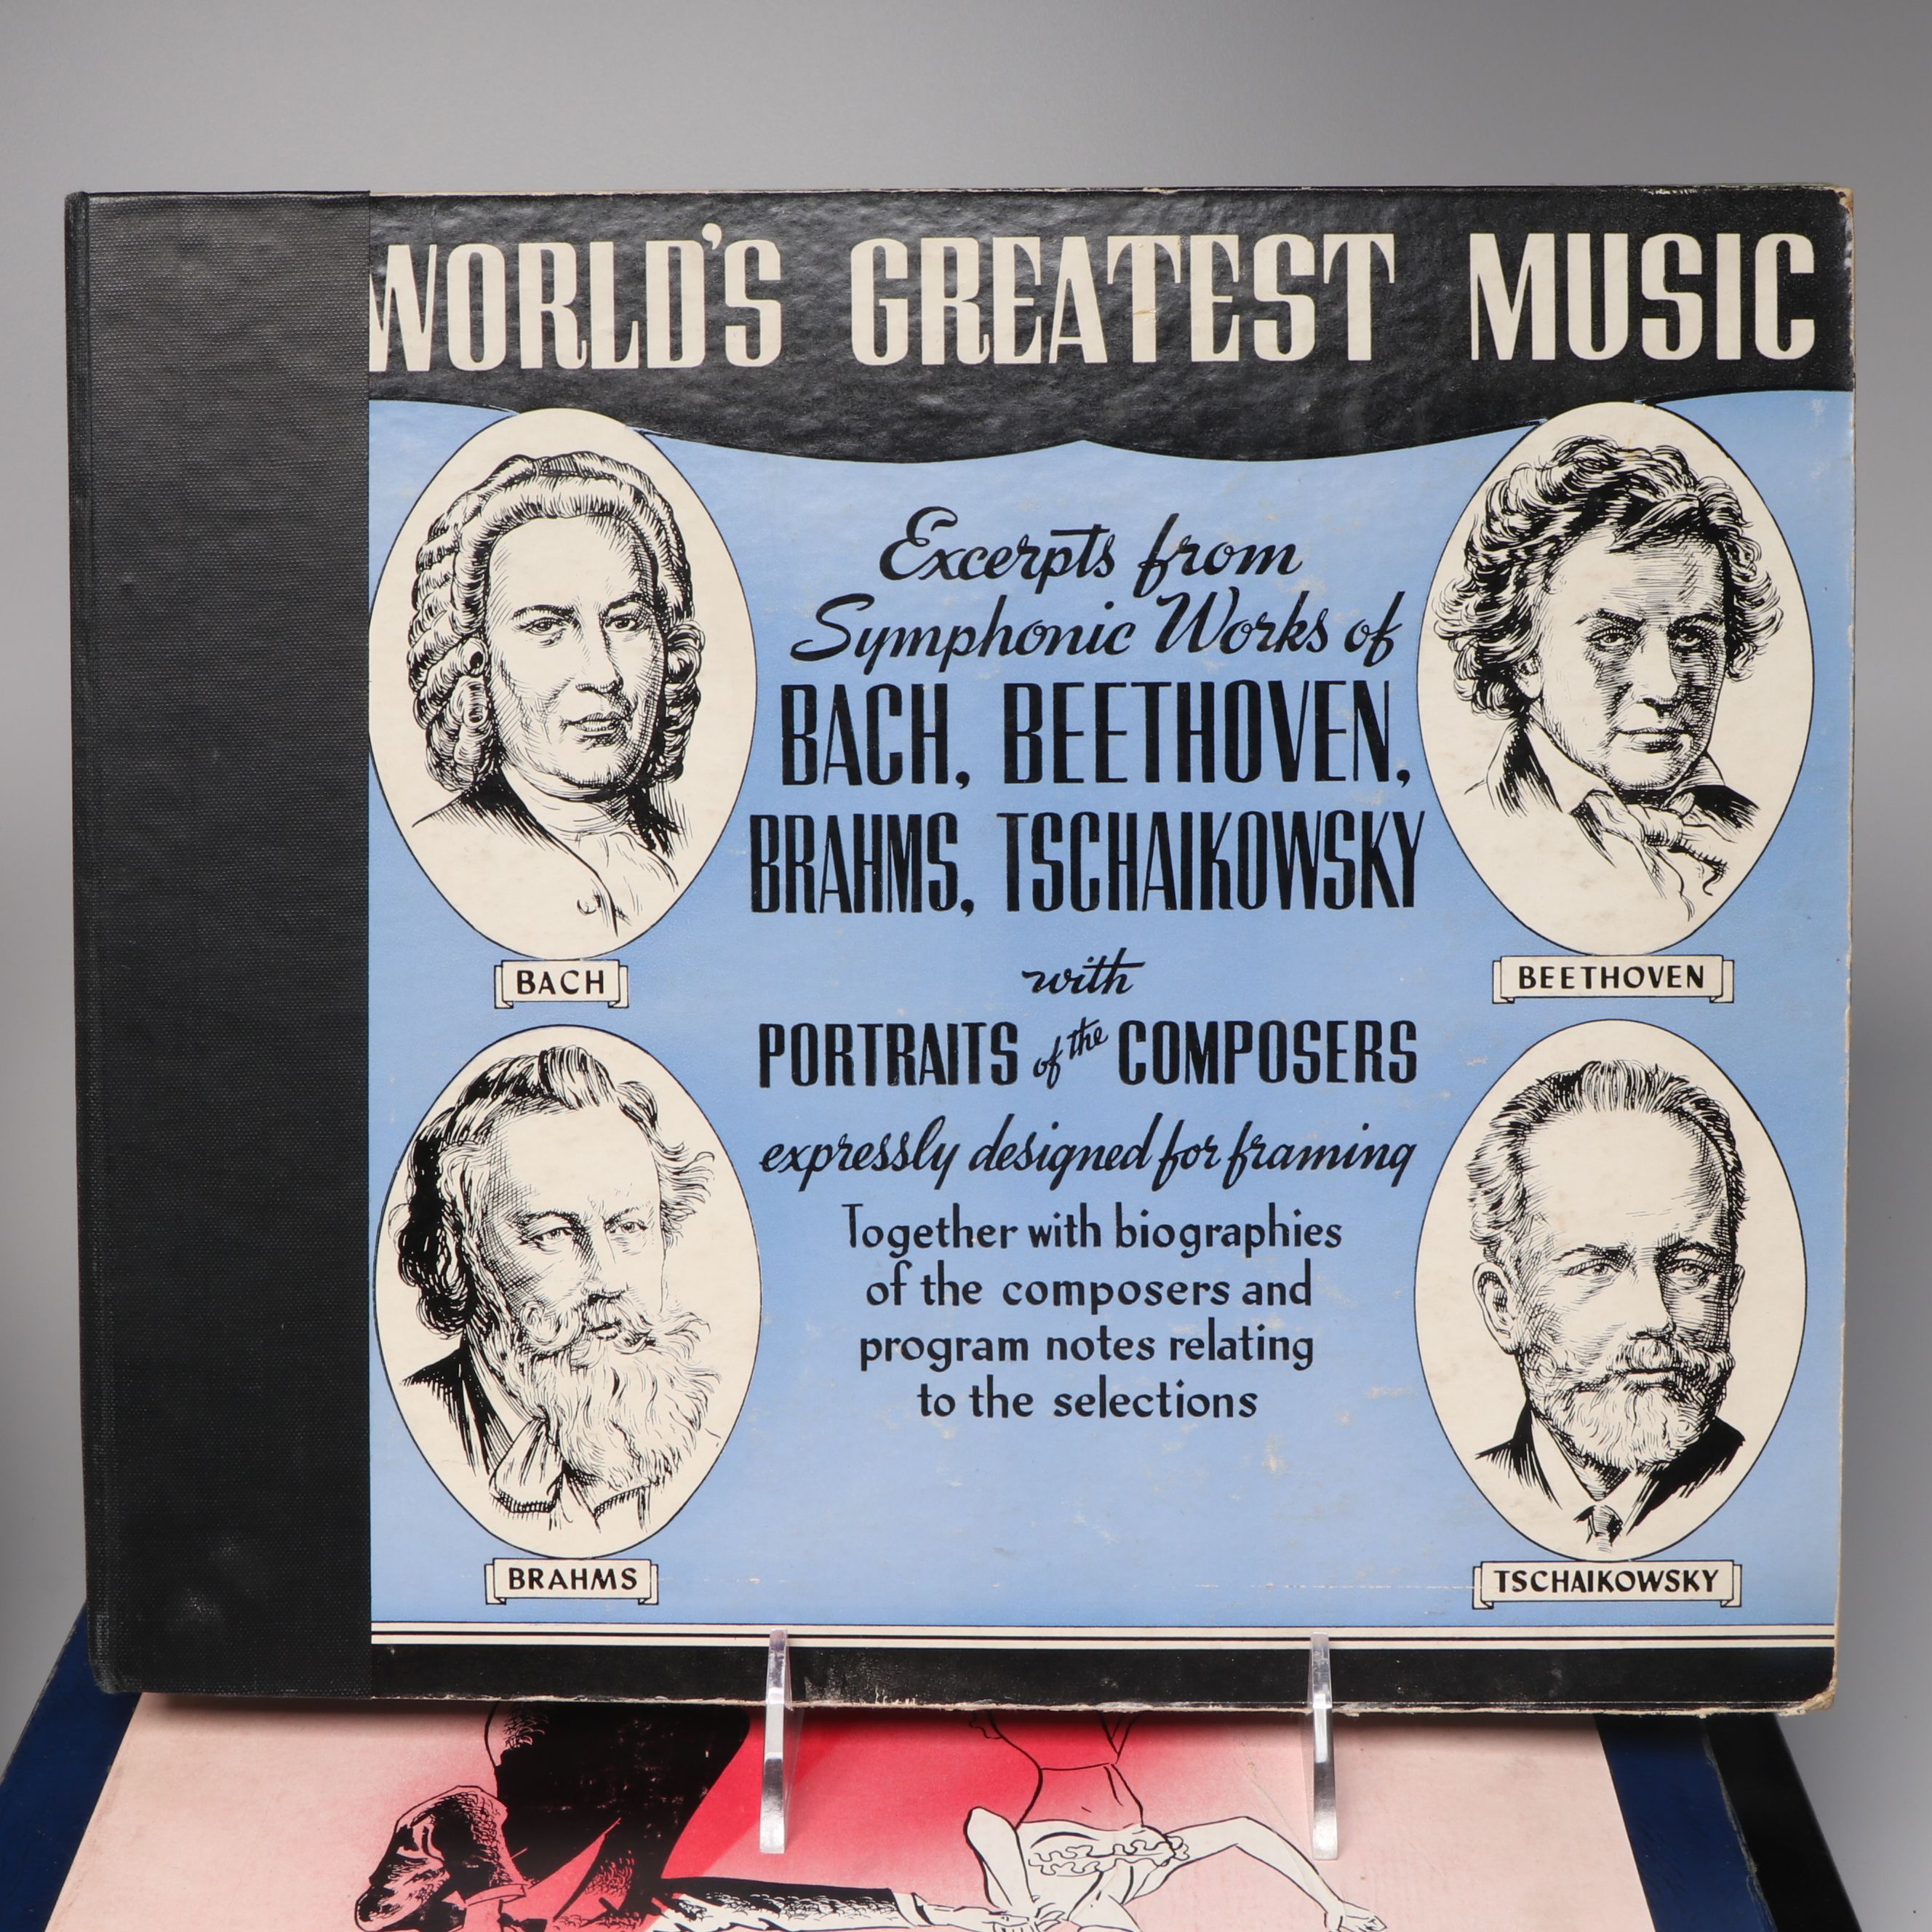 WORLD'S GREATEST MUSIC
Excerpts from
Symphonic Works of
BACH, BEETHOVEN,
BRAHMS, TSCHAIKOWSKY
with
PORTRAITS of the COMPOSERS
expressly designed for framing
Together with biographies
of the composers and
program notes relating
to the selections
BACH
BEETHOVEN
BRAHMS
TSCHAIKOWSKY